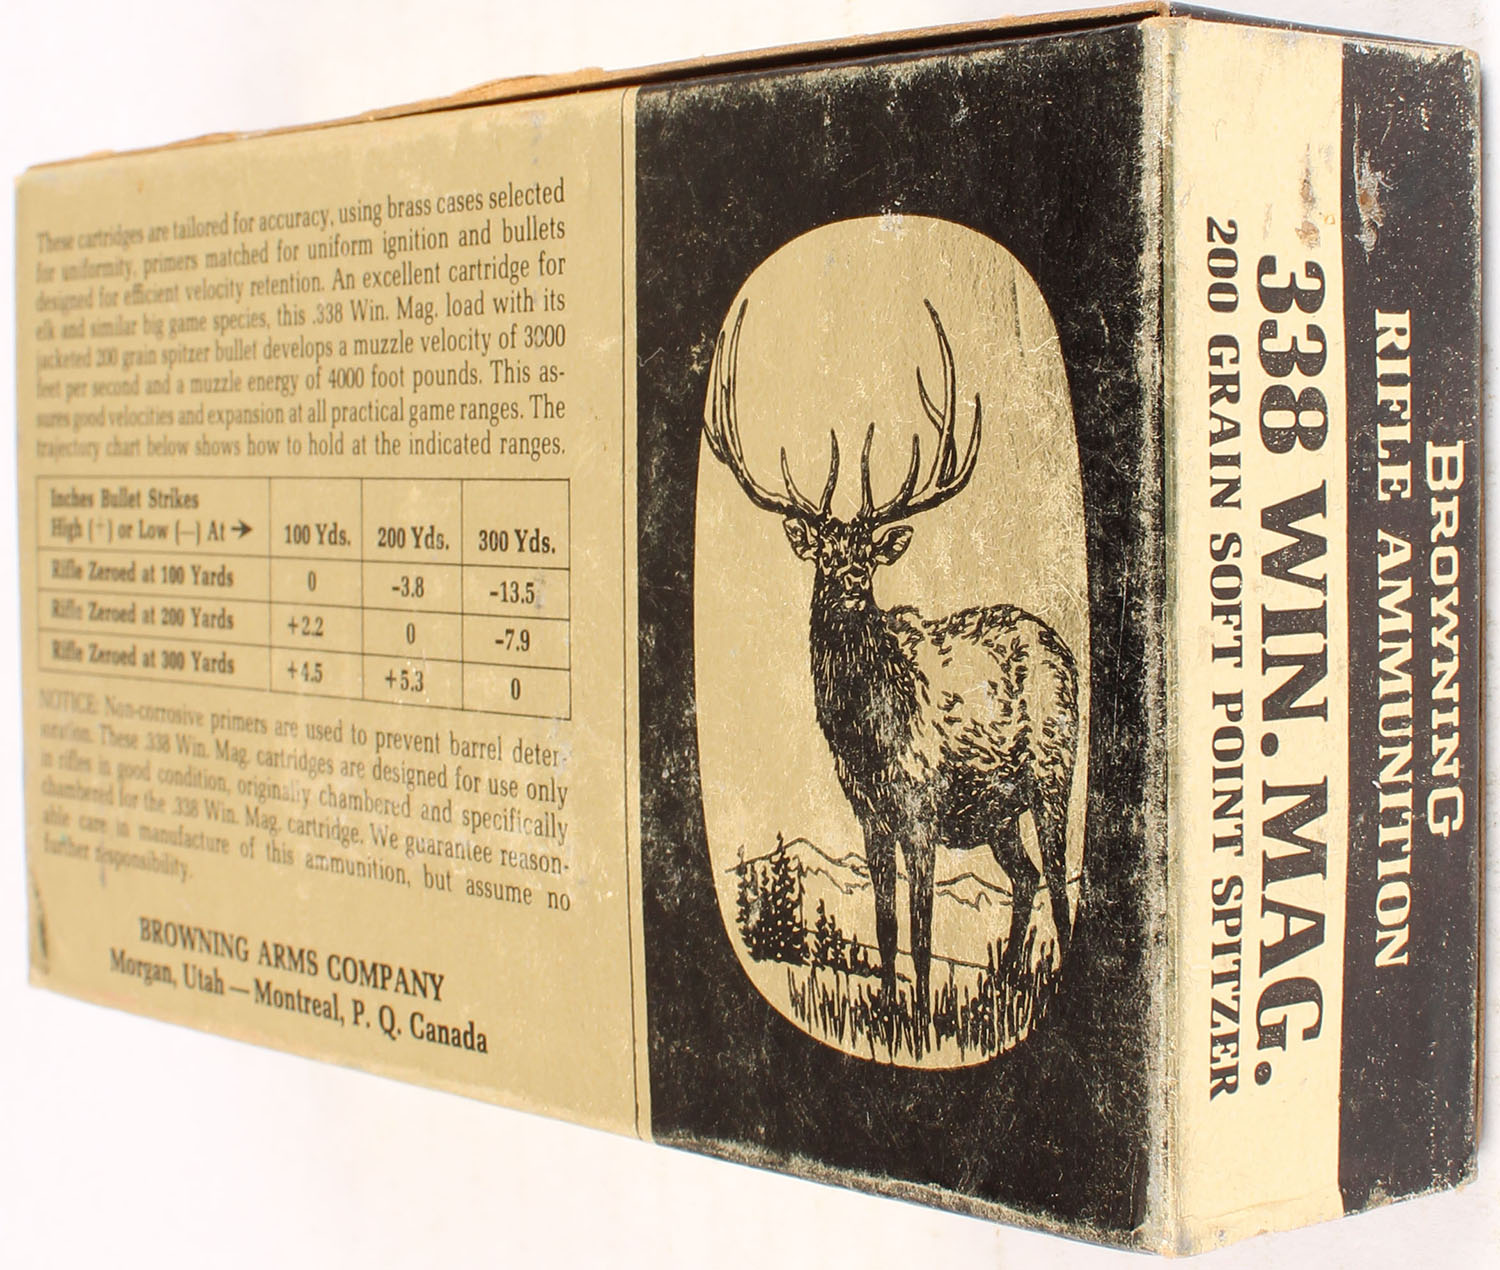 These cartridges are tailored for accuracy, using brass cases selected
for uniformity, primers matched for uniform ignition and bullets
designed for efficient velocity retention. An excellent cartridge for
elk and similar big game species, this .338 Win. Mag. load with its
jacketed 200 grain spitzer bullet develops a muzzle velocity of 3000
feet per second and a muzzle energy of 4000 foot pounds. This as-
sures good velocities and expansion at all practical game ranges. The
trajectory chart below shows how to hold at the indicated ranges.
Inches Bullet Strikes
High (+) or Low (—) At → 100 Yds. 200 Yds. 300 Yds.
Rifle Zeroed at 100 Yards 0 -3.8 -13.5
Rifle Zeroed at 200 Yards +2.2 0 -7.9
Rifle Zeroed at 300 Yards +4.5 +5.3 0
NOTICE: Non-corrosive primers are used to prevent barrel deter-
ioration. These .338 Win. Mag. cartridges are designed for use only
in rifles in good condition, originally chambered and specifically
chambered for the .338 Win. Mag. cartridge. We guarantee reason-
able care in manufacture of this ammunition, but assume no
further responsibility.
BROWNING ARMS COMPANY
Morgan, Utah — Montreal, P. Q. Canada
BROWNING
RIFLE AMMUNITION
338 WIN. MAG.
200 GRAIN SOFT POINT SPITZER